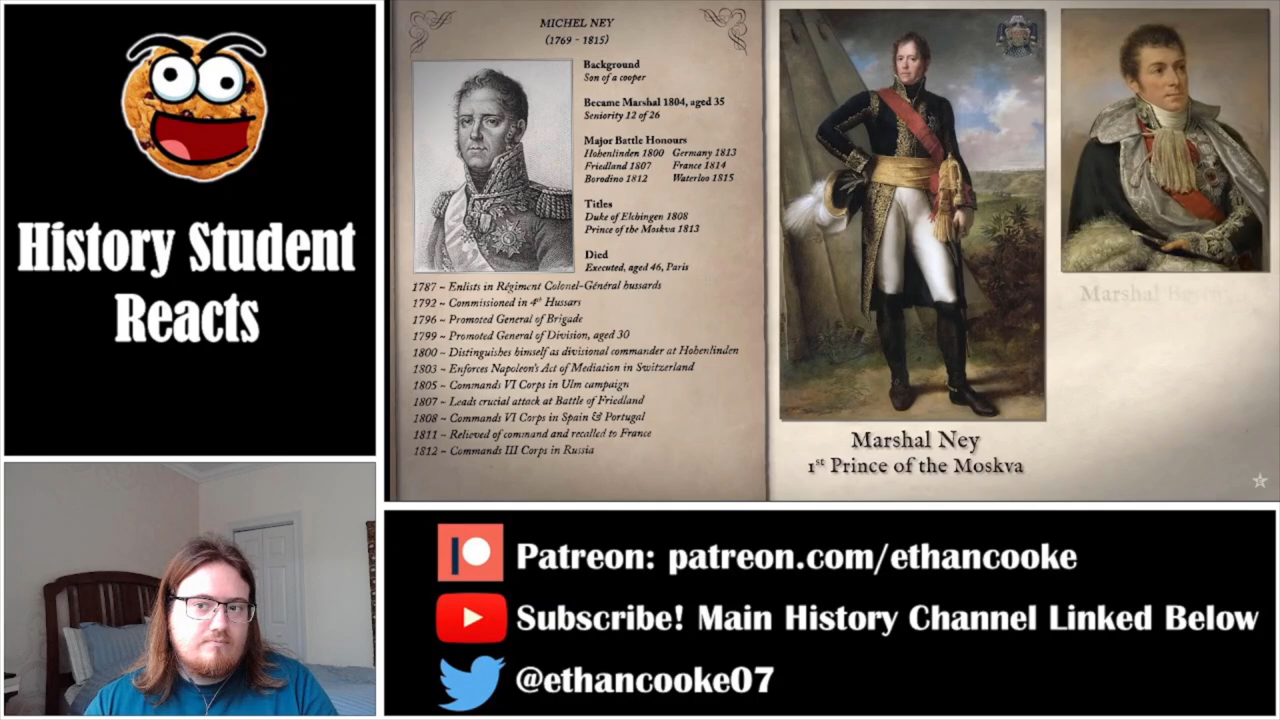 History Student
Reacts
MICHEL NEY
(1769 - 1815)
Background
Son of a cooper
Became Marshal 1804, aged 35
Seniority 12 of 26
Major Battle Honours
Hohenlinden 1800 Germany 1813
Friedland 1807 France 1814
Borodino 1812 Waterloo 1815
Titles
Duke of Elchingen 1808
Prince of the Moskva 1813
Died
Executed, aged 46, Paris
1787 ~ Enlists in Régiment Colonel-Général hussards
1792 ~ Commissioned in 4th Hussars
1796 ~ Promoted General of Brigade
1799 ~ Promoted General of Division, aged 30
1800 ~ Distinguishes himself as divisional commander at Hohenlinden
1803 ~ Enforces Napoleon's Act of Mediation in Switzerland
1805 ~ Commands VI Corps in Ulm campaign
1807 ~ Leads crucial attack at Battle of Friedland
1808 ~ Commands VI Corps in Spain & Portugal
1811 ~ Relieved of command and recalled to France
1812 ~ Commands III Corps in Russia
Marshal Ney
1st Prince of the Moskva
Marshal
Patreon: patreon.com/ethancooke
Subscribe! Main History Channel Linked Below
@ethancooke07